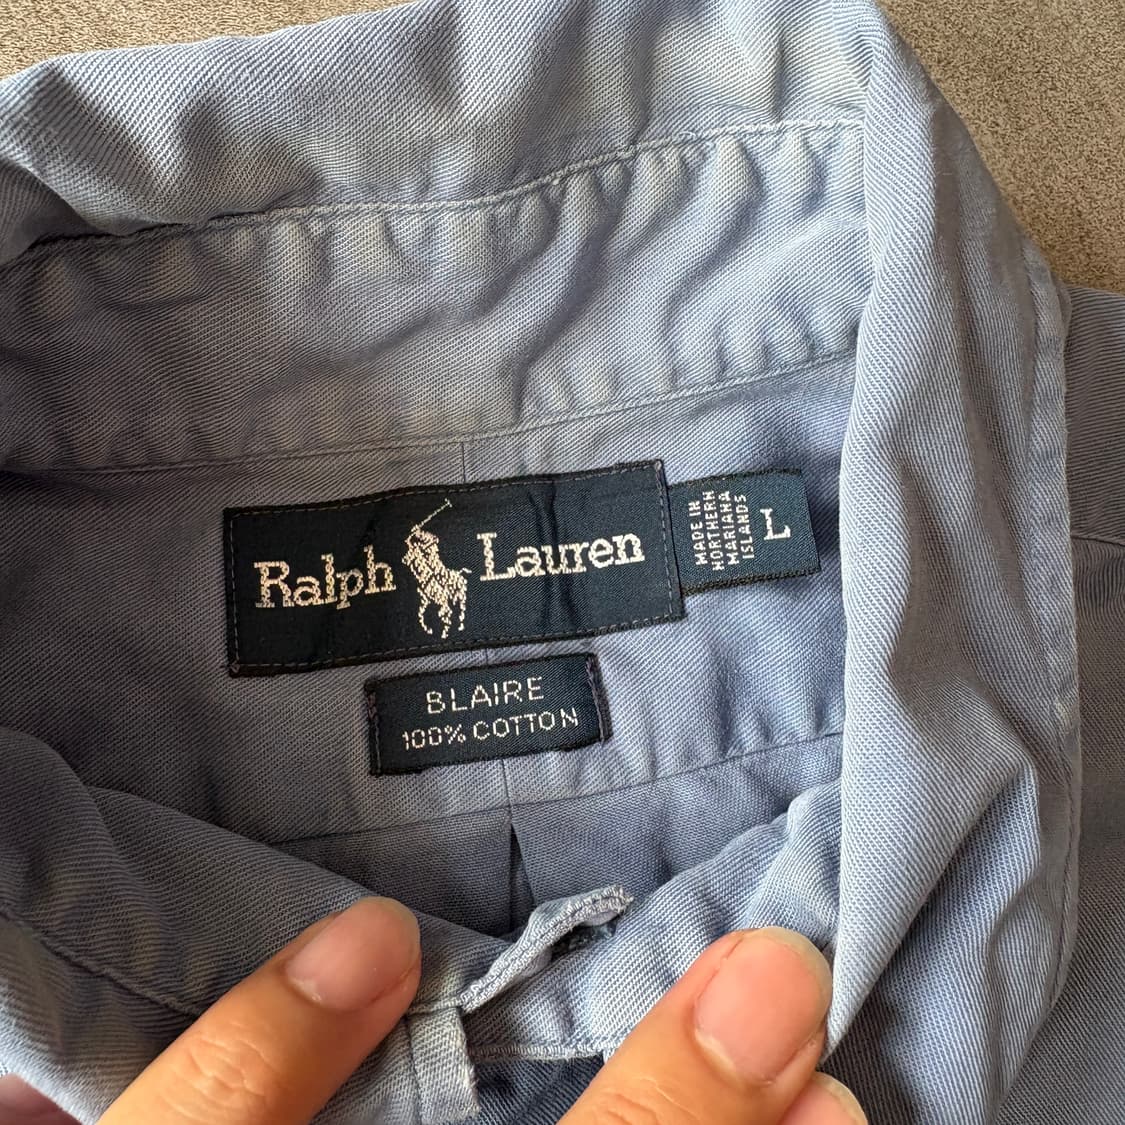 Ralph Lauren
MADE IN
NORTHERN
MARIANA
ISLANDS
L
BLAIRE
100% COTTON